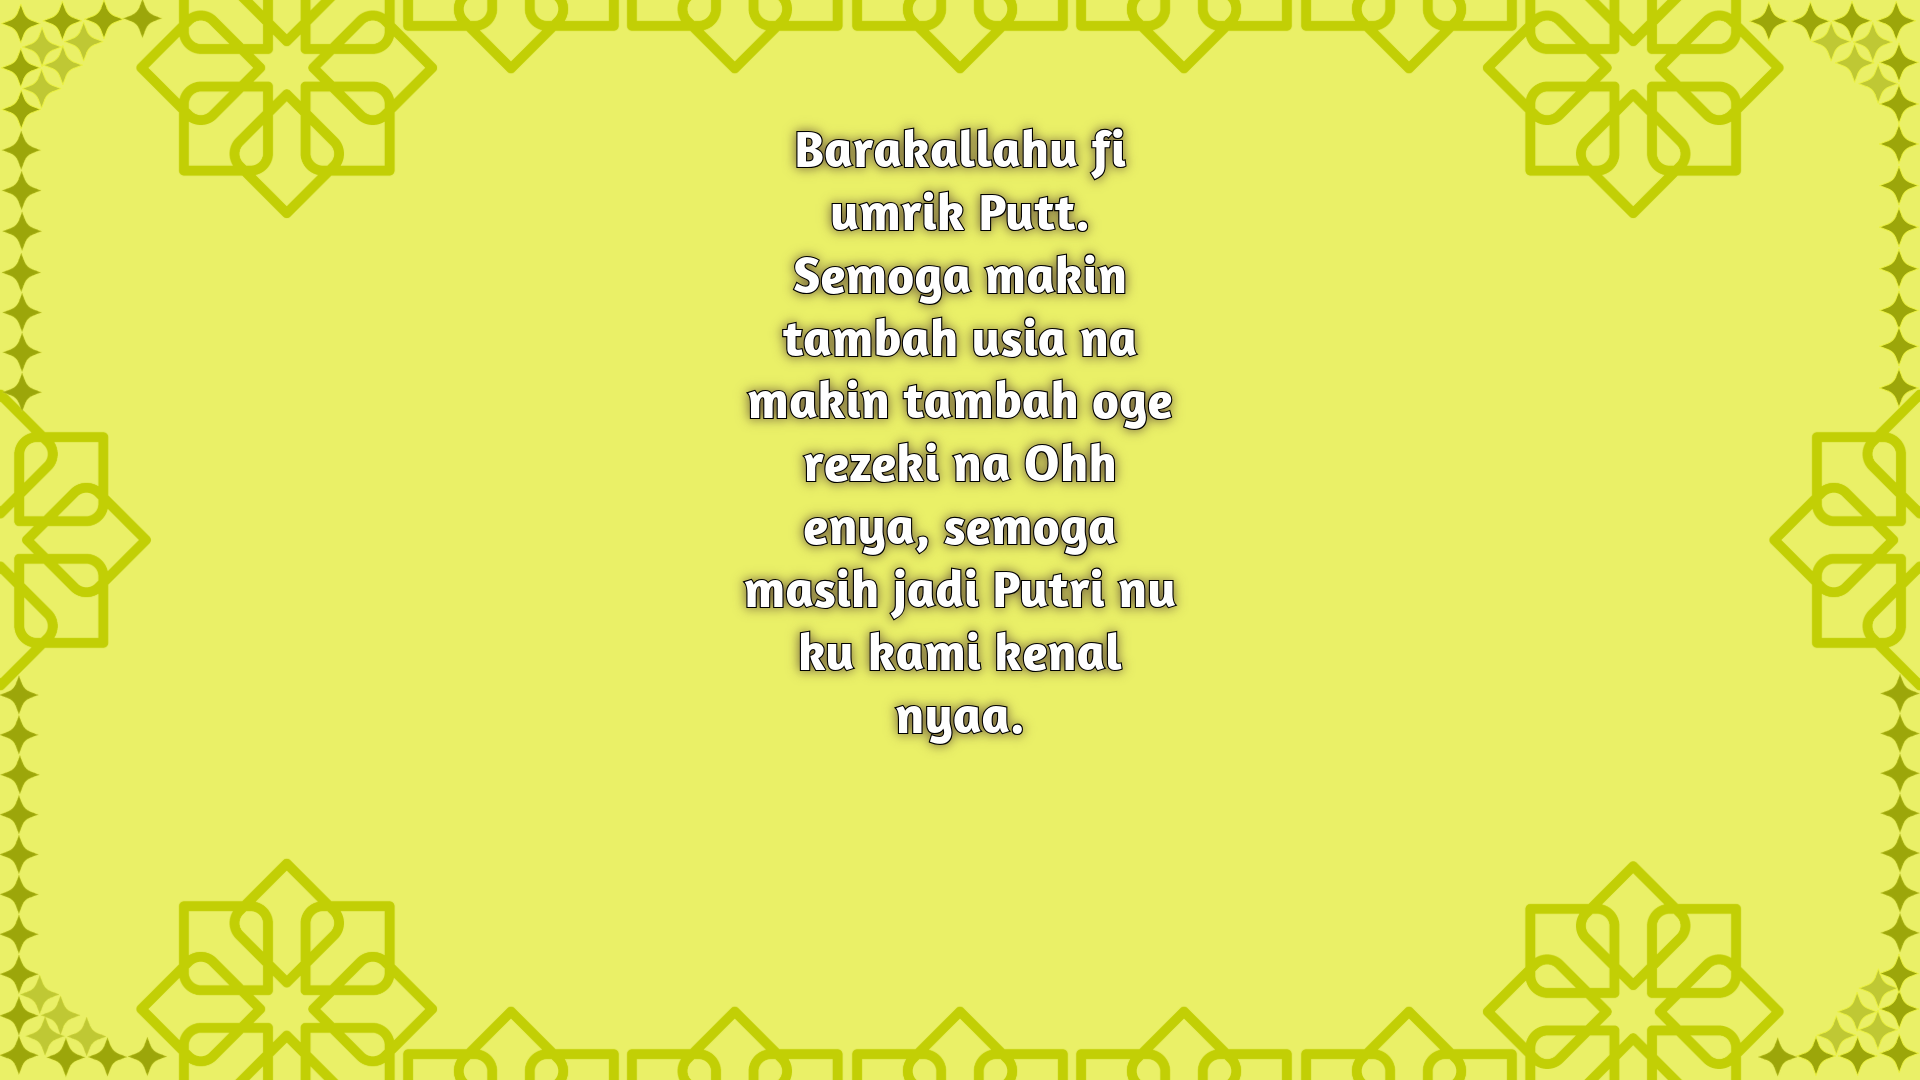 Barakallahu fi
umrik Putt.
Semoga makin
tambah usia na
makin tambah oge
rezeki na Ohh
enya, semoga
masih jadi Putri nu
ku kami kenal
nyaa.